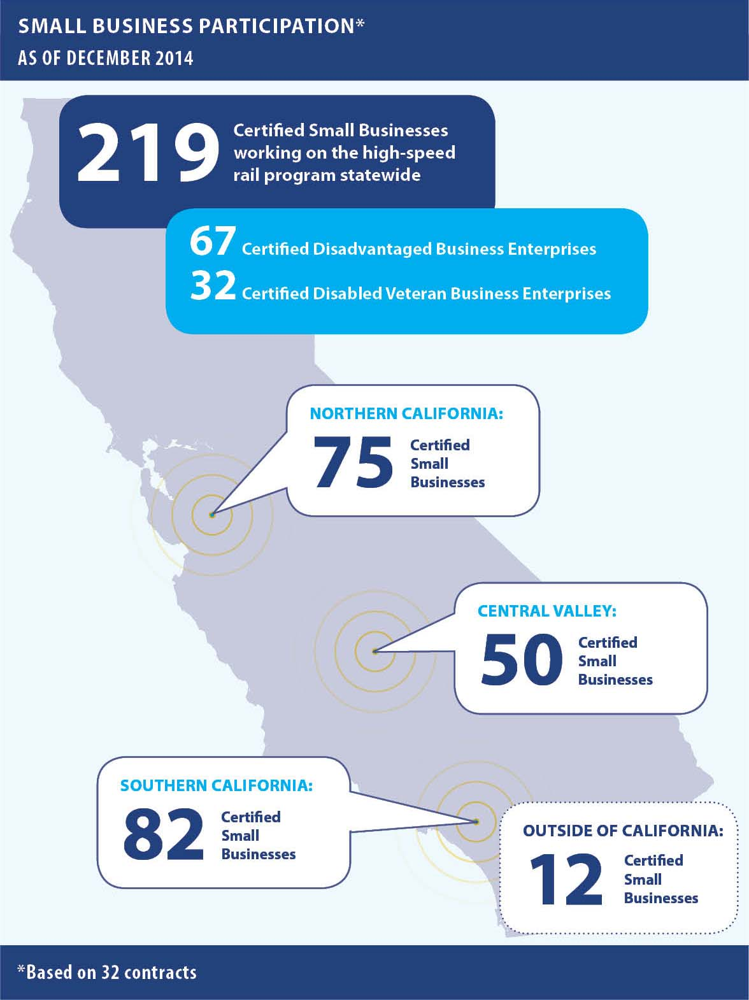 SMALL BUSINESS PARTICIPATION*
AS OF DECEMBER 2014
219
Certified Small Businesses
working on the high-speed
rail program statewide
67 Certified Disadvantaged Business Enterprises
32 Certified Disabled Veteran Business Enterprises
NORTHERN CALIFORNIA:
75
Certified
Small
Businesses
CENTRAL VALLEY:
50
Certified
Small
Businesses
SOUTHERN CALIFORNIA:
82
Certified
Small
Businesses
OUTSIDE OF CALIFORNIA:
12
Certified
Small
Businesses
*Based on 32 contracts